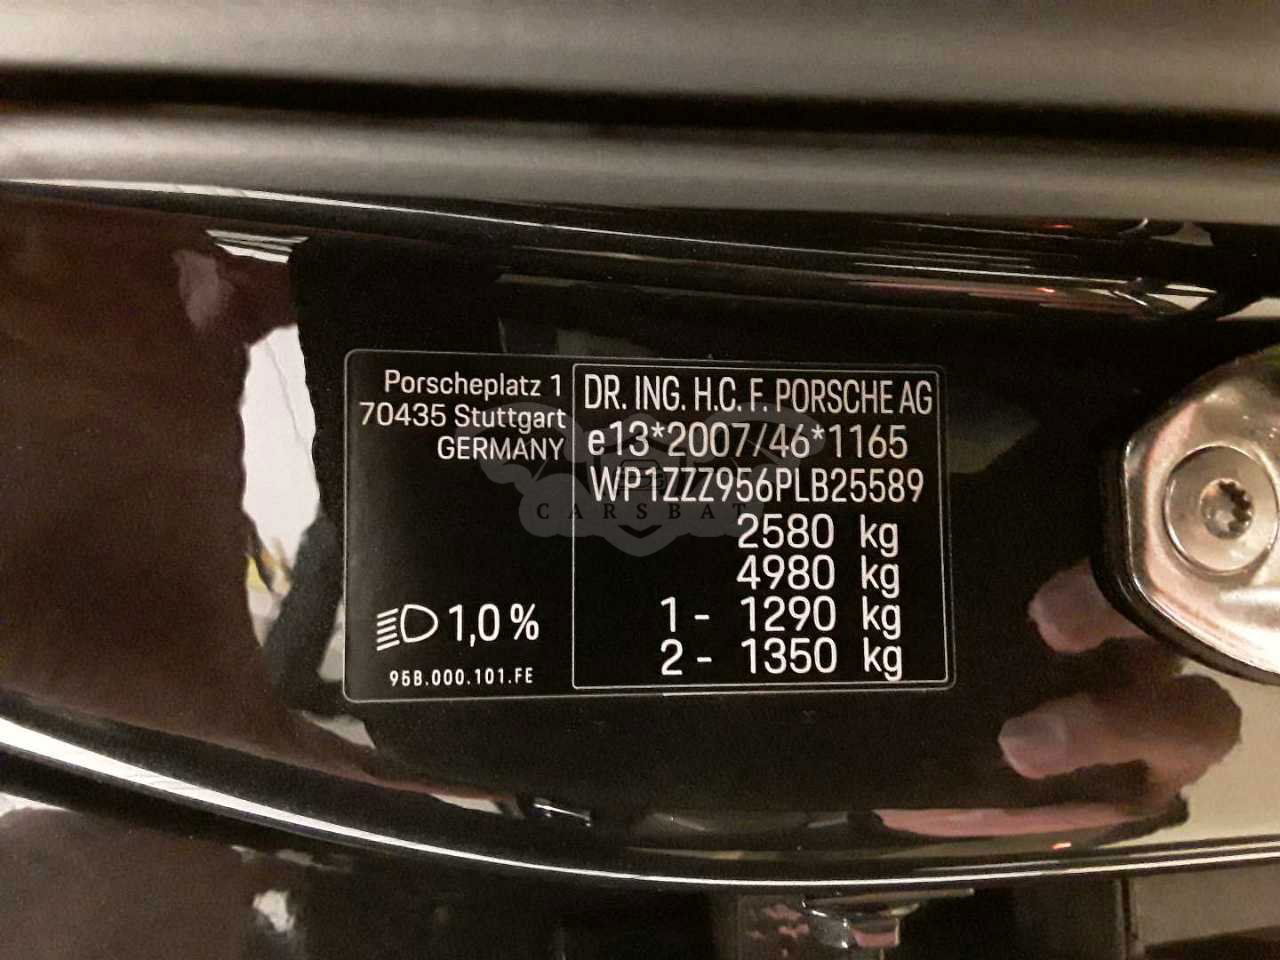 Porscheplatz 1
70435 Stuttgart
GERMANY
1,0 %
95B.000.101.FE
DR. ING. H.C. F. PORSCHE AG
e13*2007/46*1165
WP1ZZZ956PLB25589
2580 kg
4980 kg
1 - 1290 kg
2 - 1350 kg
CARSBAT